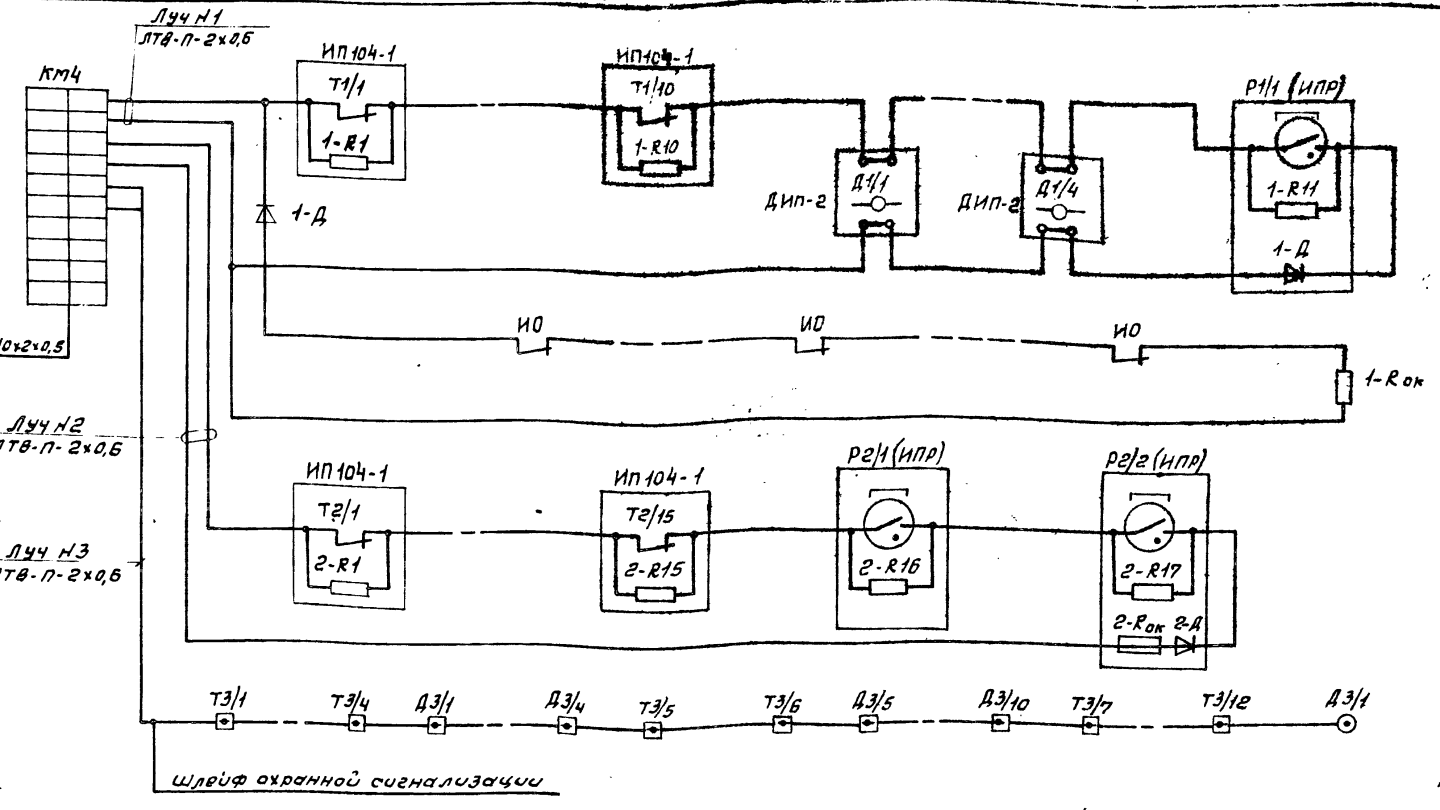 Луч №1
ЛТВ-П-2х0,6
КМ4
ИП104-1
Т1/1
1-R1
ИП104-1
Т1/10
1-R10
ДИП-2
Д1/1
ДИП-2
Д1/4
Р1/1 (ИПР)
1-R11
1-Д
1-Д
10х2х0,5
ИО
ИО
ИО
1-Rок
Луч №2
ЛТВ-П-2х0,6
ИП104-1
Т2/1
2-R1
ИП104-1
Т2/15
2-R15
Р2/1 (ИПР)
2-R16
Р2/2 (ИПР)
2-R17
2-Rок
2-Д
Луч №3
ЛТВ-П-2х0,6
Т3/1
Т3/4
Д3/1
Д3/4
Т3/5
Т3/6
Д3/5
Д3/10
Т3/7
Т3/12
Д3/1
Шлейф охранной сигнализации